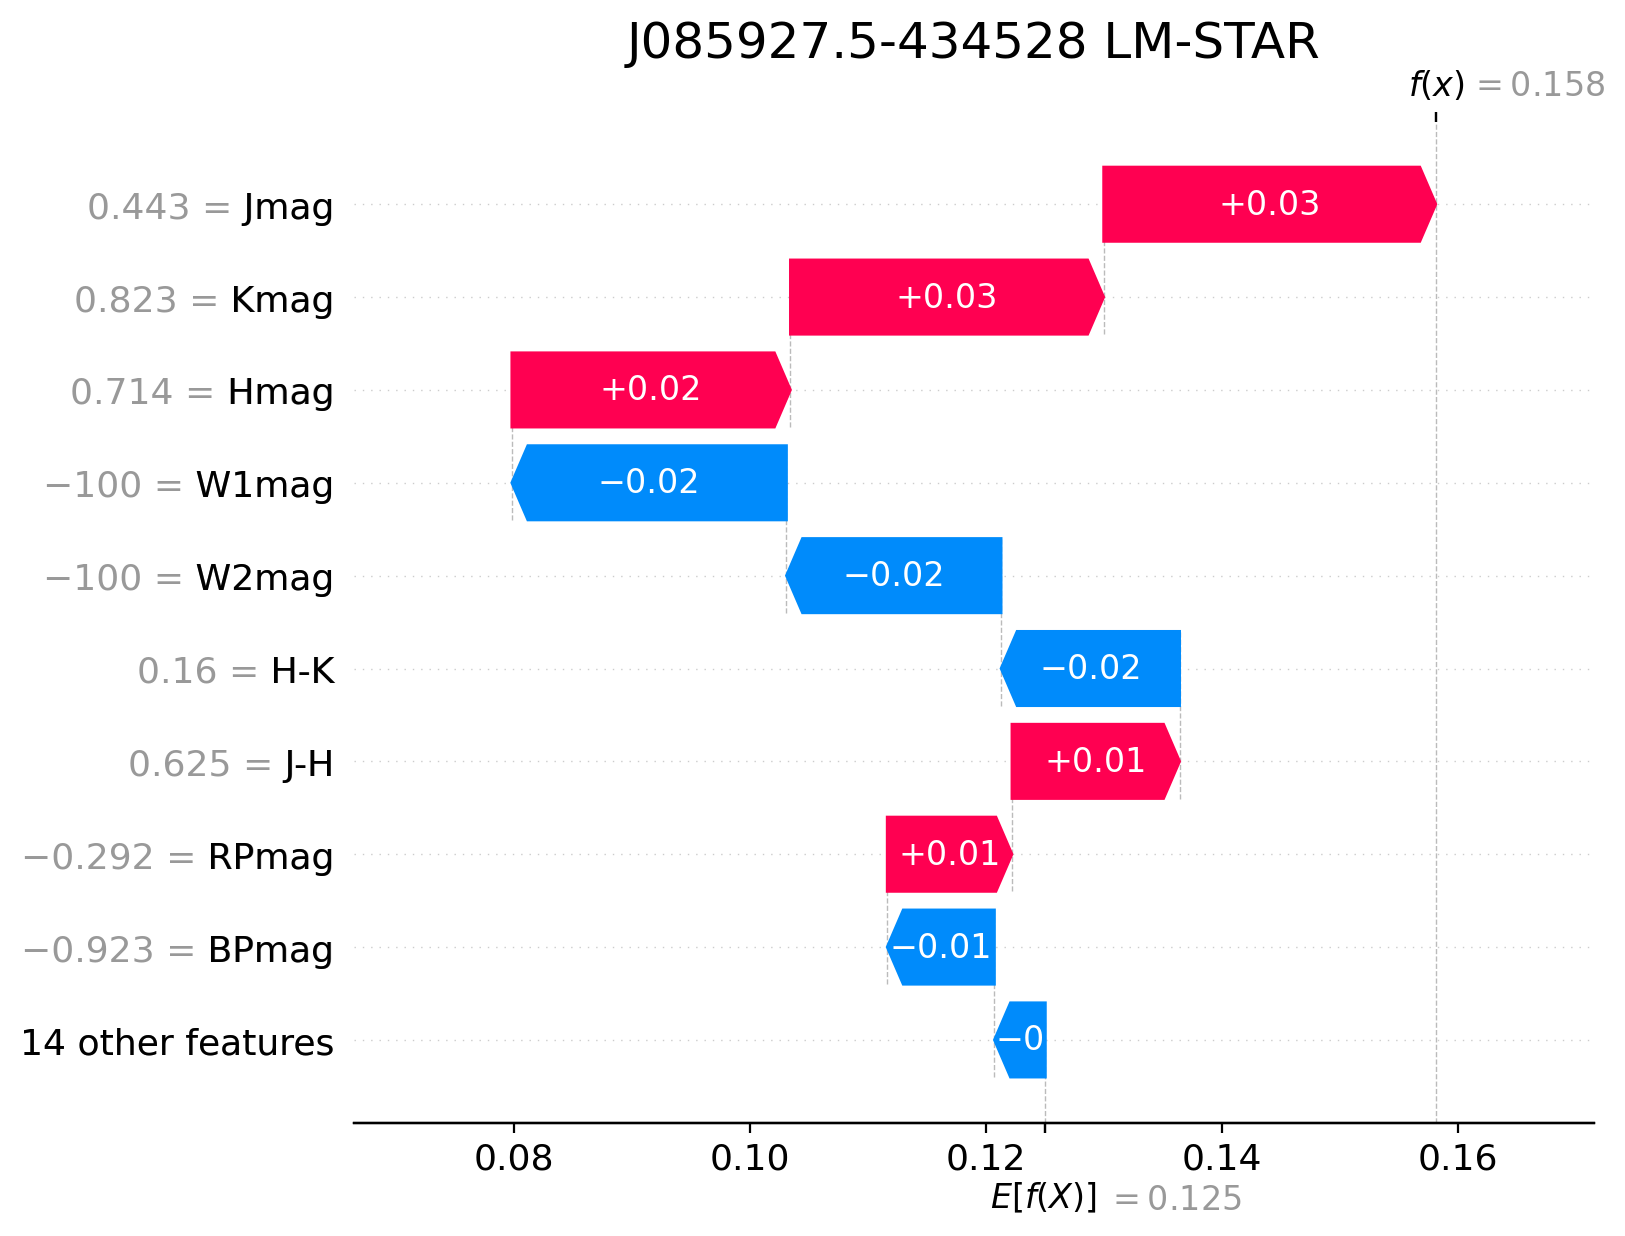 J085927.5-434528 LM-STAR
f(x) = 0.158
0.443 = Jmag +0.03
0.823 = Kmag +0.03
0.714 = Hmag +0.02
−100 = W1mag −0.02
−100 = W2mag −0.02
0.16 = H-K −0.02
0.625 = J-H +0.01
−0.292 = RPmag +0.01
−0.923 = BPmag −0.01
14 other features −0
0.08 0.10 0.12 0.14 0.16
E[f(X)] = 0.125